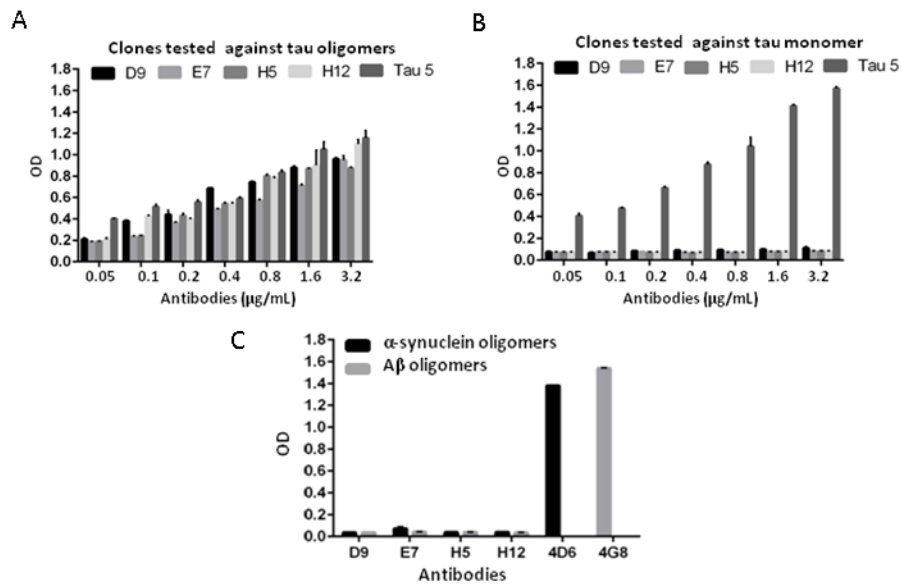 A
Clones tested against tau oligomers
D9 E7 H5 H12 Tau 5
1.8
1.6
1.4
1.2
1.0
0.8
0.6
0.4
0.2
0.0
OD
0.05 0.1 0.2 0.4 0.8 1.6 3.2
Antibodies (µg/mL)
B
Clones tested against tau monomer
D9 E7 H5 H12 Tau 5
1.8
1.6
1.4
1.2
1.0
0.8
0.6
0.4
0.2
0.0
OD
0.05 0.1 0.2 0.4 0.8 1.6 3.2
Antibodies (µg/mL)
C
α-synuclein oligomers
Aβ oligomers
1.8
1.6
1.4
1.2
1.0
0.8
0.6
0.4
0.2
0.0
OD
D9 E7 H5 H12 4D6 4G8
Antibodies